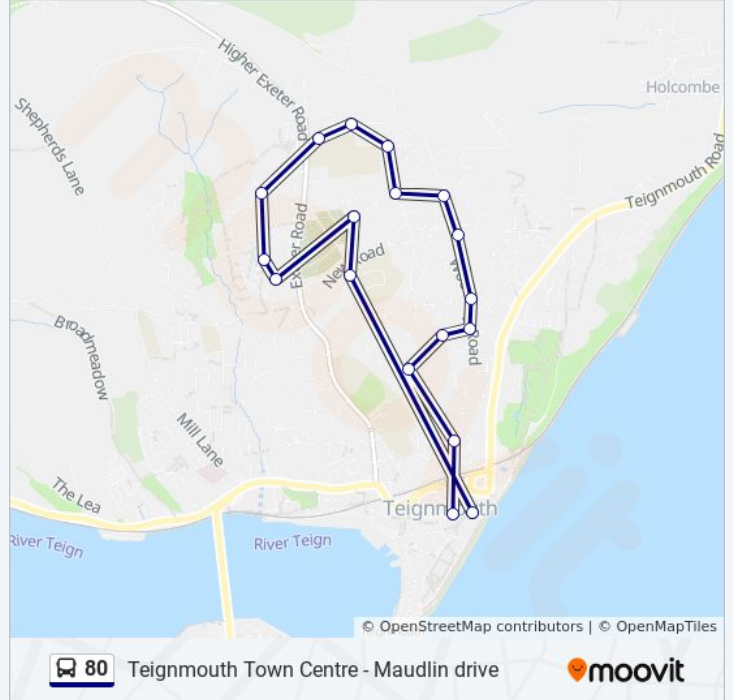 Higher Exeter Road
Holcombe
Shepherds Lane
Teignmouth Road
Exeter Road
New Road
Road
Broadmeadow
Mill Lane
The Lea
Teignmouth
River Teign
River Teign
© OpenStreetMap contributors | © OpenMapTiles
80 Teignmouth Town Centre - Maudlin drive moovit